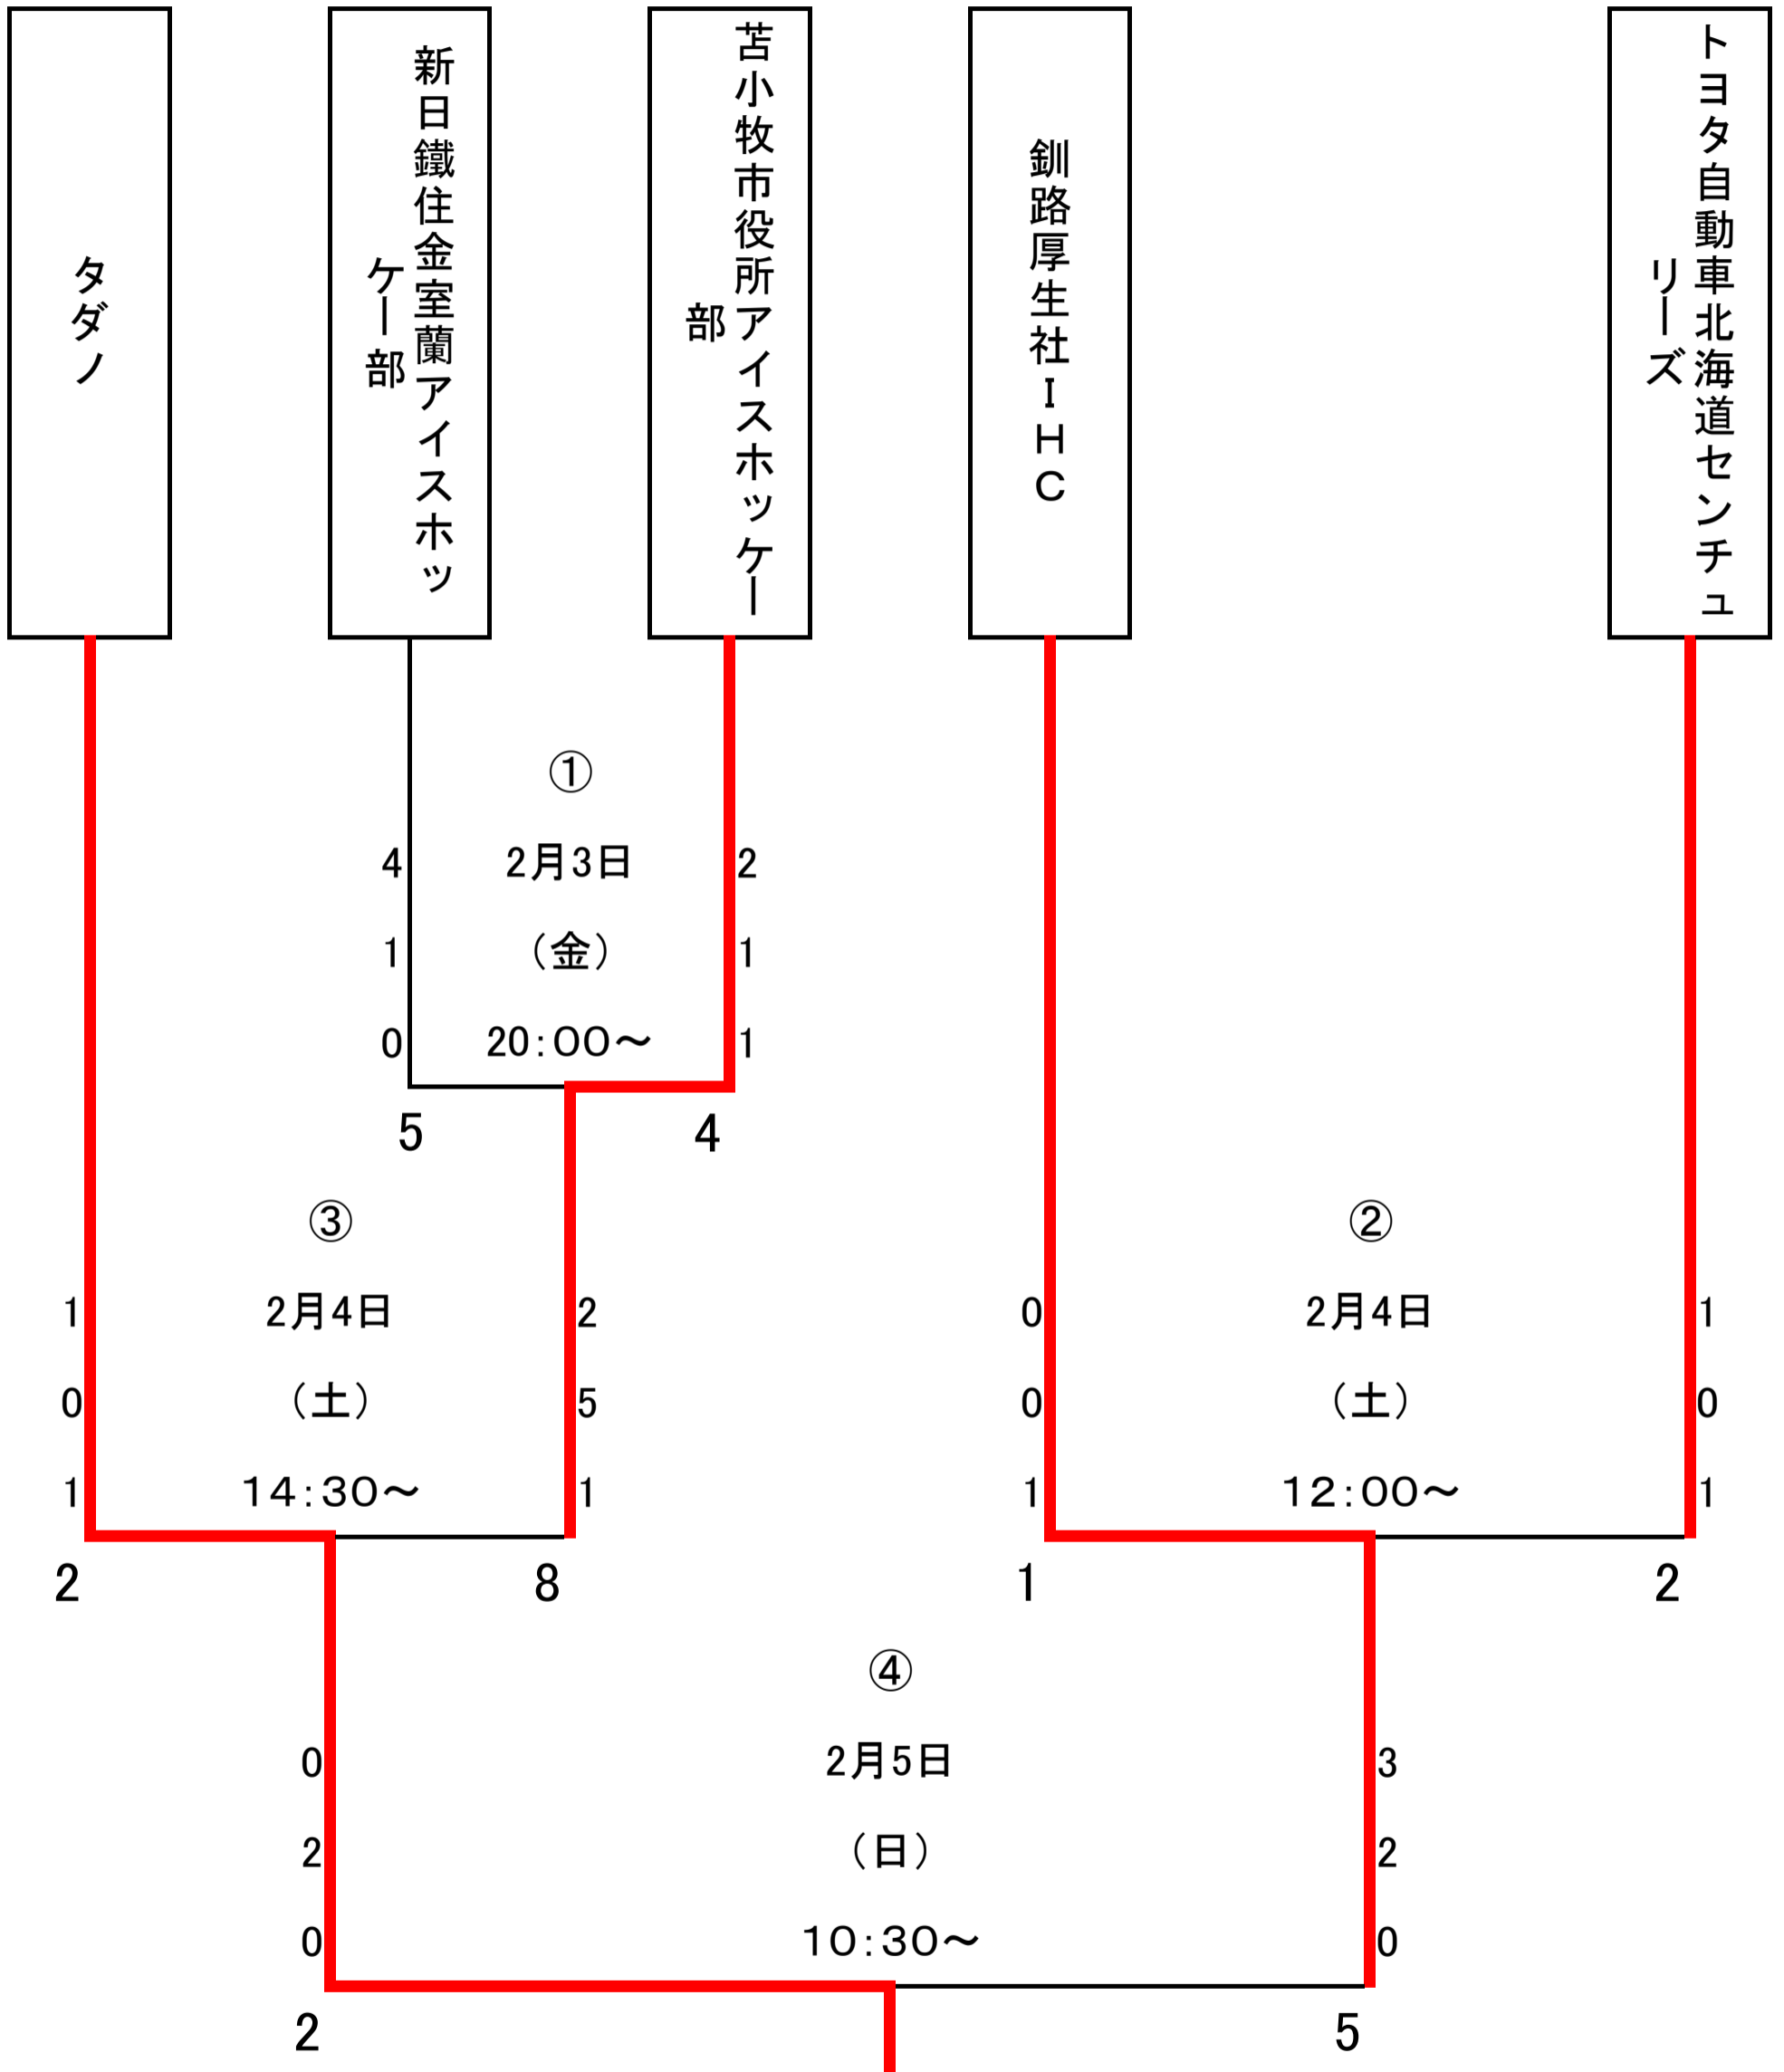 タダノ
新日鐵住金室蘭アイスホッ
ケー部
苫小牧市役所アイスホッケー
部
釧路厚生社ＩＨＣ
トヨタ自動車北海道センチュ
リーズ
①
4 2月3日 2
1 （金） 1
0 20：00～ 1
5 4
③ ②
1 2月4日 2 0 2月4日 1
0 （土） 5 0 （土） 0
1 14：30～ 1 1 12：00～ 1
2 8 1 2
④
0 2月5日 3
2 （日） 2
0 10：30～ 0
2 5